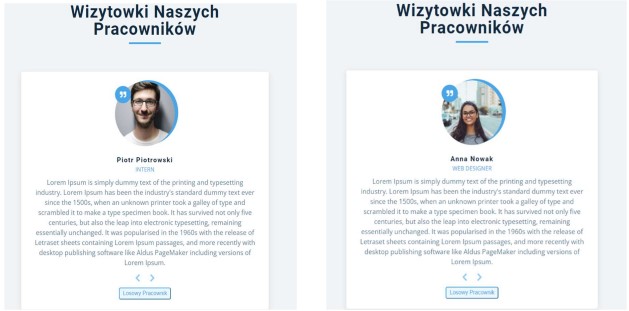 Wizytowki Naszych
Pracowników
Piotr Piotrowski
INTERN
Lorem Ipsum is simply dummy text of the printing and typesetting
industry. Lorem Ipsum has been the industry's standard dummy text ever
since the 1500s, when an unknown printer took a galley of type and
scrambled it to make a type specimen book. It has survived not only five
centuries, but also the leap into electronic typesetting, remaining
essentially unchanged. It was popularised in the 1960s with the release of
Letraset sheets containing Lorem Ipsum passages, and more recently with
desktop publishing software like Aldus PageMaker including versions of
Lorem Ipsum.
Losowy Pracownik
Wizytowki Naszych
Pracowników
Anna Nowak
WEB DESIGNER
Lorem Ipsum is simply dummy text of the printing and typesetting
industry. Lorem Ipsum has been the industry's standard dummy text ever
since the 1500s, when an unknown printer took a galley of type and
scrambled it to make a type specimen book. It has survived not only five
centuries, but also the leap into electronic typesetting, remaining
essentially unchanged. It was popularised in the 1960s with the release of
Letraset sheets containing Lorem Ipsum passages, and more recently with
desktop publishing software like Aldus PageMaker including versions of
Lorem Ipsum.
Losowy Pracownik